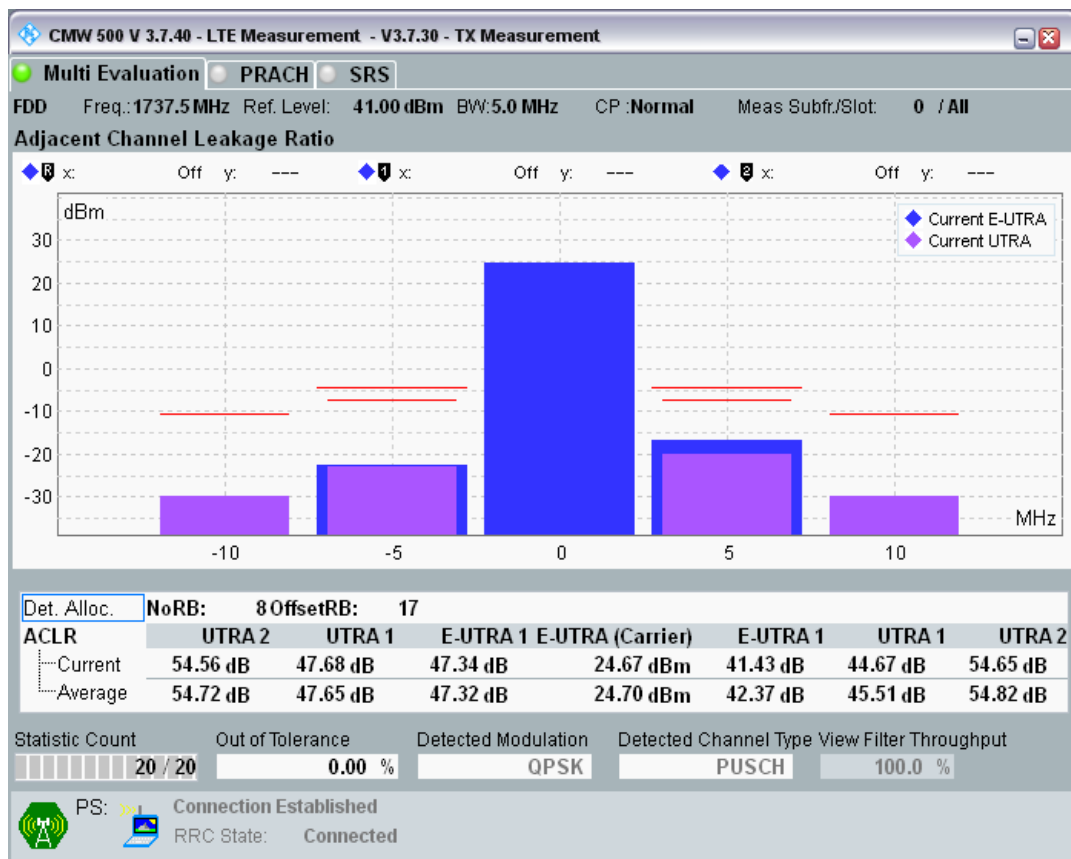 CMW 500 V 3.7.40 - LTE Measurement - V3.7.30 - TX Measurement
Multi Evaluation PRACH SRS
FDD Freq.:1737.5 MHz Ref. Level: 41.00 dBm BW:5.0 MHz CP :Normal Meas Subfr./Slot: 0 / All
Adjacent Channel Leakage Ratio
R x: Off y: --- 1 x: Off y: --- 2 x: Off y: ---
dBm
Current E-UTRA
Current UTRA
30
20
10
0
-10
-20
-30
MHz
-10 -5 0 5 10
Det. Alloc. NoRB: 8 OffsetRB: 17
ACLR UTRA 2 UTRA 1 E-UTRA 1 E-UTRA (Carrier) E-UTRA 1 UTRA 1 UTRA 2
Current 54.56 dB 47.68 dB 47.34 dB 24.67 dBm 41.43 dB 44.67 dB 54.65 dB
Average 54.72 dB 47.65 dB 47.32 dB 24.70 dBm 42.37 dB 45.51 dB 54.82 dB
Statistic Count Out of Tolerance Detected Modulation Detected Channel Type View Filter Throughput
20 / 20 0.00 % QPSK PUSCH 100.0 %
PS: Connection Established
RRC State: Connected